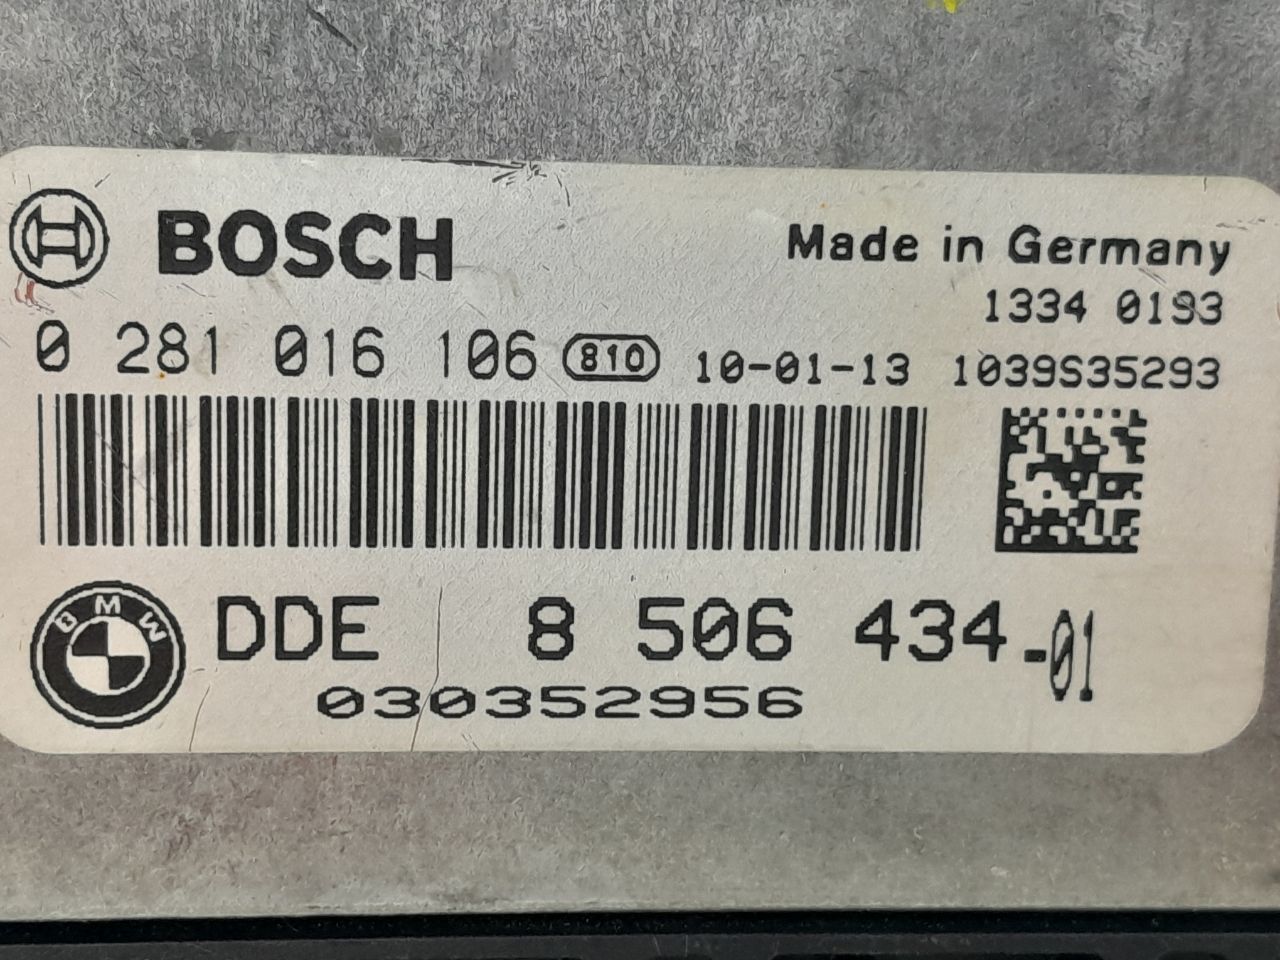 BOSCH
Made in Germany
1334 01S3
0 281 016 106 810 10-01-13 1039S35293
BMW
DDE 8 506 434-01
030352956